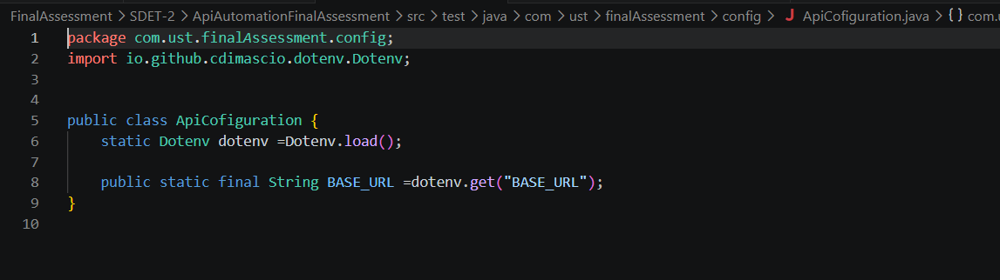 FinalAssessment > SDET-2 > ApiAutomationFinalAssessment > src > test > java > com > ust > finalAssessment > config > J ApiCofiguration.java > {} com.u
1 package com.ust.finalAssessment.config;
2 import io.github.cdimascio.dotenv.Dotenv;
3
4
5 public class ApiCofiguration {
6     static Dotenv dotenv =Dotenv.load();
7
8     public static final String BASE_URL =dotenv.get("BASE_URL");
9 }
10